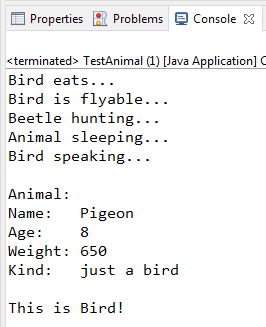 Properties Problems Console
<terminated> TestAnimal (1) [Java Application]
Bird eats...
Bird is flyable...
Beetle hunting...
Animal sleeping...
Bird speaking...
Animal:
Name: Pigeon
Age: 8
Weight: 650
Kind: just a bird
This is Bird!